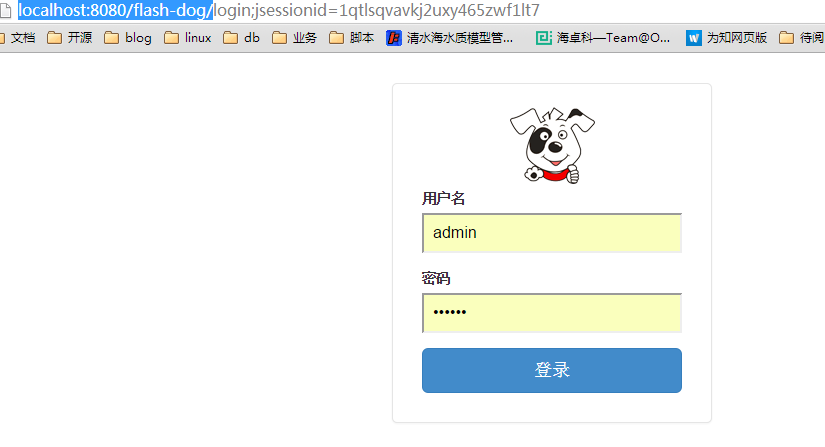 localhost:8080/flash-dog/login;jsessionid=1qtlsqvavkj2uxy465zwf1lt7
文档 开源 blog linux db 业务 脚本 清水海水质模型管... 海卓科—Team@O... 为知网页版 待阅
用户名
admin
密码
••••••
登录